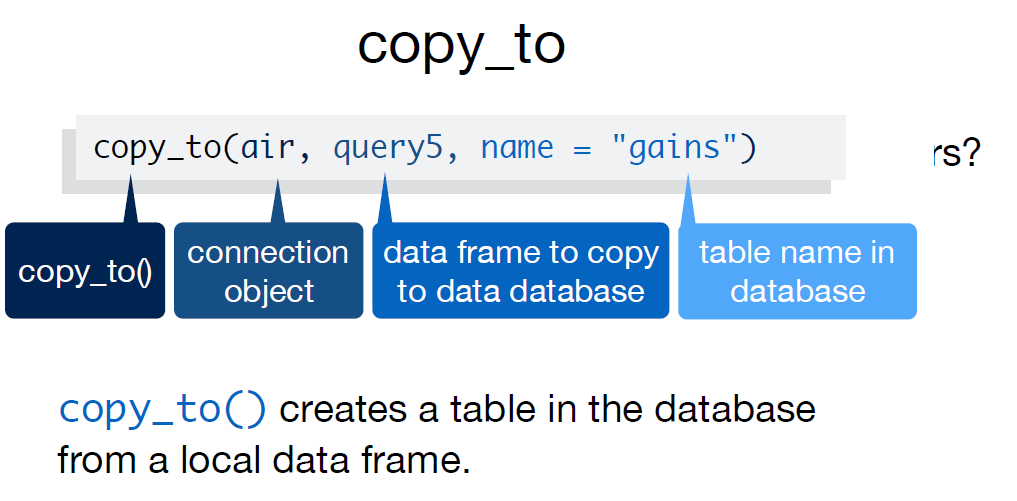 copy_to
copy_to(air, query5, name = "gains")
rs?
copy_to()
connection
object
data frame to copy
to data database
table name in
database
copy_to() creates a table in the database
from a local data frame.